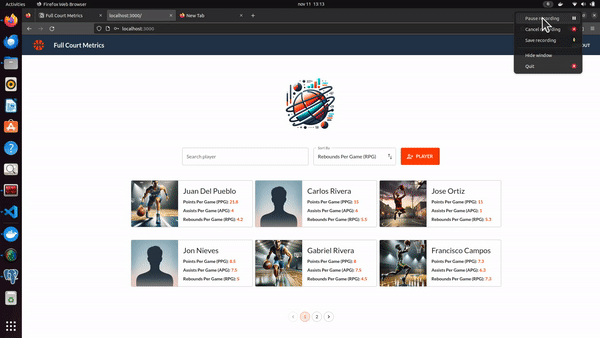 Activities
Firefox Web Browser
nov 11 13:13
Full Court Metrics
localhost:3000/
New Tab
localhost:3000
Pause recording
Cancel recording
Save recording
Hide window
Quit
Full Court Metrics
OUT
Search player
Sort By
Rebounds Per Game (RPG)
PLAYER
Juan Del Pueblo
Points Per Game (PPG): 21.8
Assists Per Game (APG): 4
Rebounds Per Game (RPG): 4.2
Carlos Rivera
Points Per Game (PPG): 11
Assists Per Game (APG): 4
Rebounds Per Game (RPG): 5.5
Jose Ortiz
Points Per Game (PPG): 11
Assists Per Game (APG): 2
Rebounds Per Game (RPG): 5.3
Jon Nieves
Points Per Game (PPG): 8.5
Assists Per Game (APG): 7.5
Rebounds Per Game (RPG): 5
Gabriel Rivera
Points Per Game (PPG): 8
Assists Per Game (APG): 7.5
Rebounds Per Game (RPG): 4.5
Francisco Campos
Points Per Game (PPG): 7.3
Assists Per Game (APG): 6.3
Rebounds Per Game (RPG): 7.3
1
2